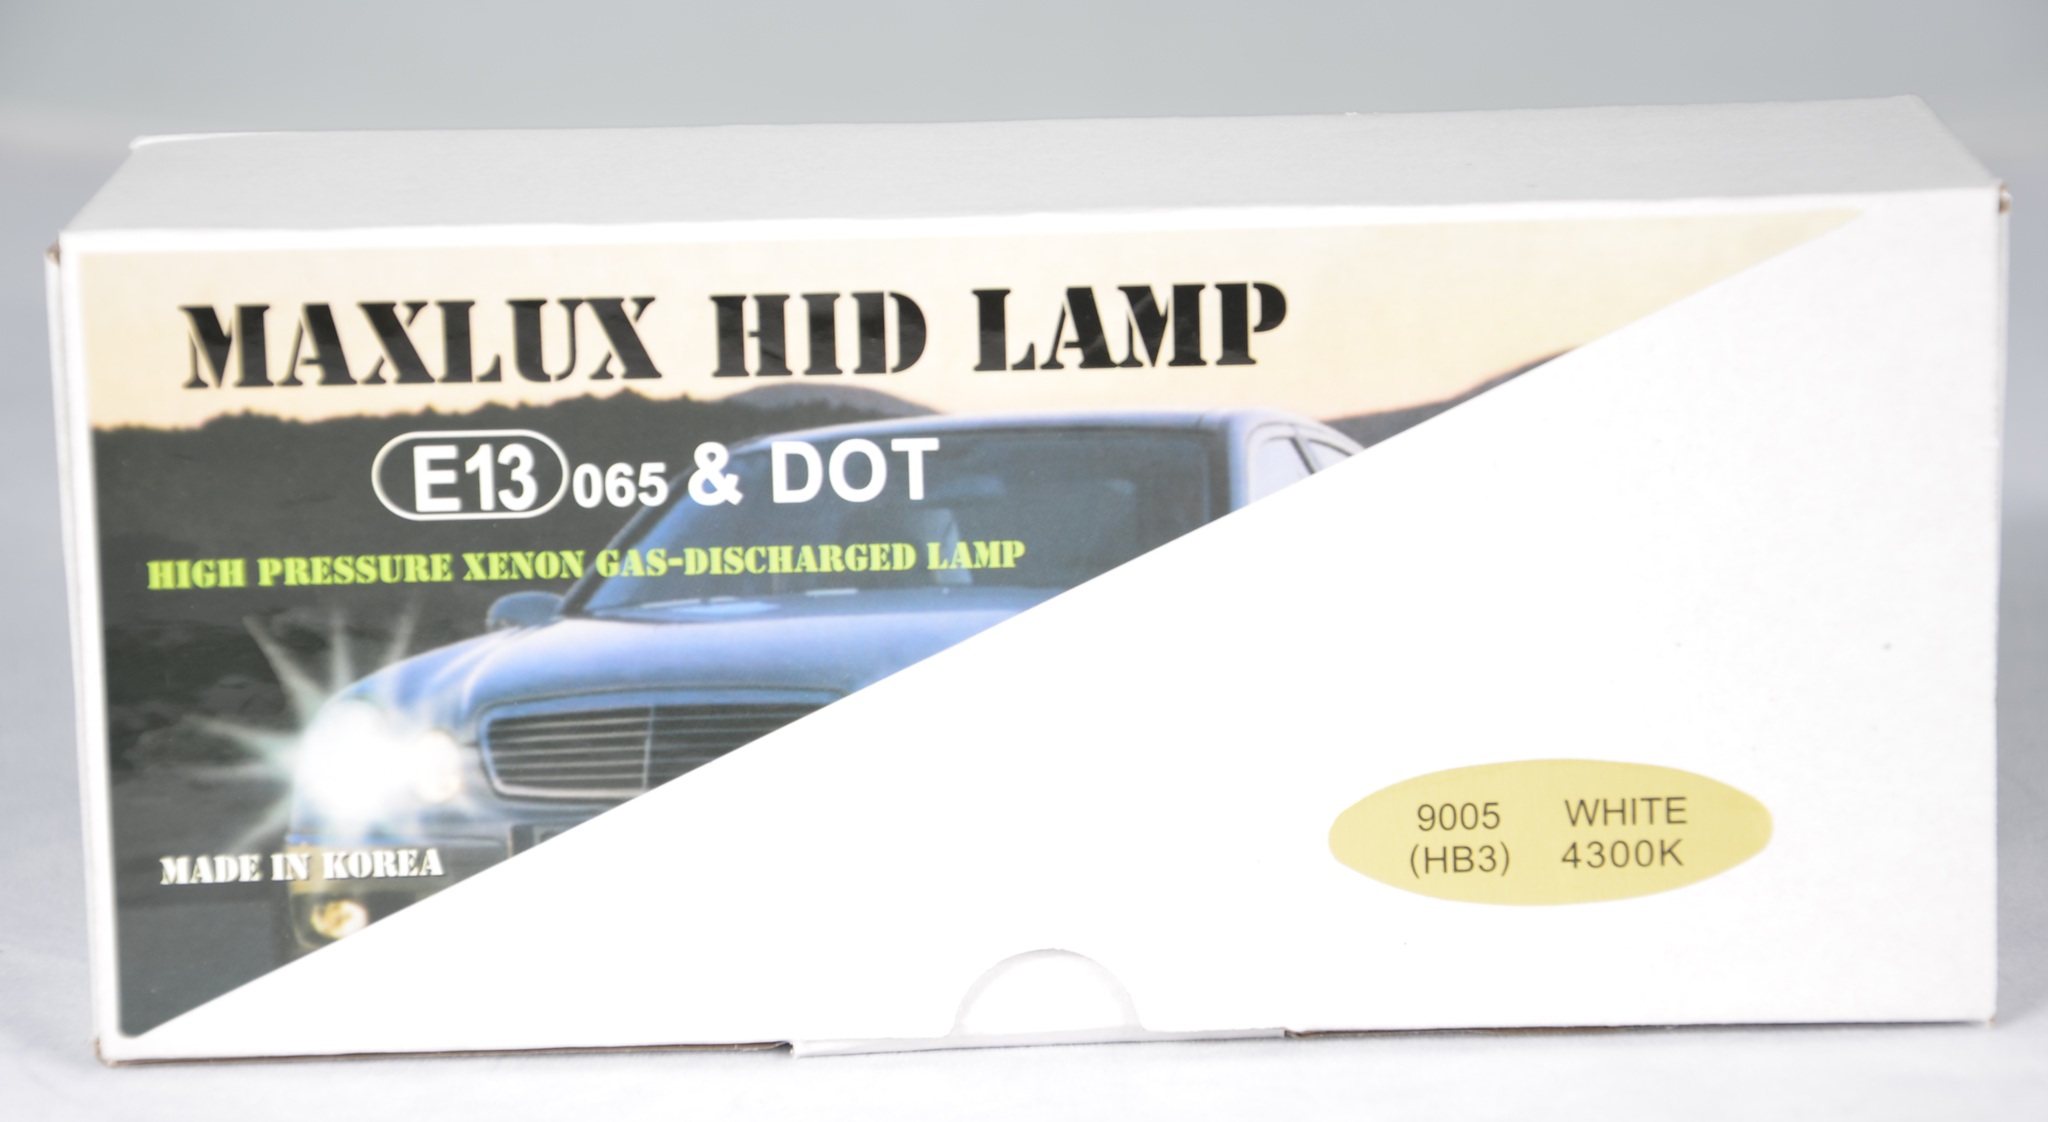 MAXLUX HID LAMP
E13 065 & DOT
HIGH PRESSURE XENON GAS-DISCHARGED LAMP
MADE IN KOREA
9005 WHITE
(HB3) 4300K